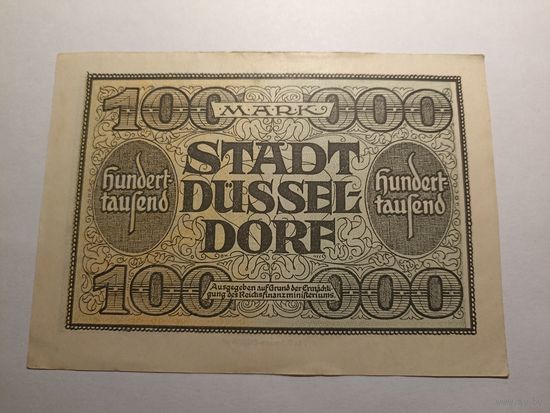 100 MARK 000
STADT
DÜSSEL
DORF
Hundert-
tausend
Hundert-
tausend
100 000
Ausgegeben auf Grund der Ermächti-
gung des Reichsfinanzministeriums.